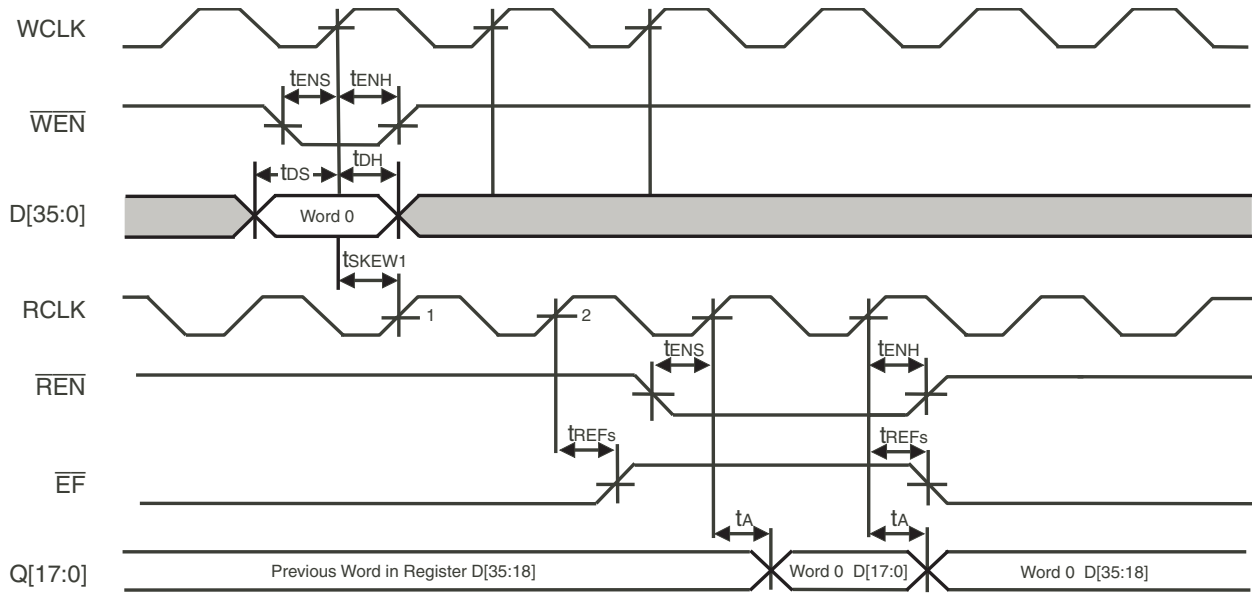 WCLK
tENS tENH
WEN
tDS tDH
D[35:0] Word 0
tSKEW1
RCLK 1 2
tENS tENH
REN
tREFs tREFs
EF
tA tA
Q[17:0] Previous Word in Register D[35:18] Word 0 D[17:0] Word 0 D[35:18]